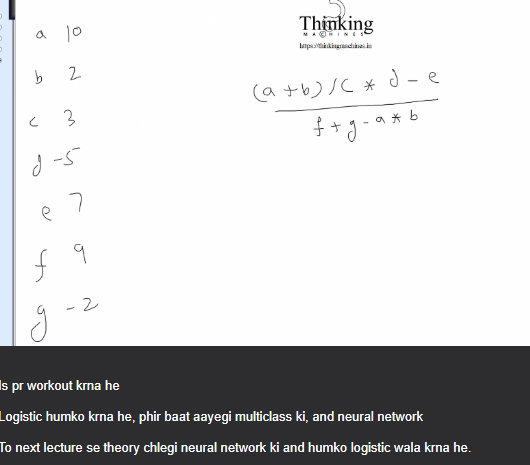 Thinking
MACHINES
https://thinkingmachines.in
a 10
b 2
c 3
d -5
e 7
f 9
g -2
(a+b)/c * d - e
f + g - a * b
Is pr workout krna he
Logistic humko krna he, phir baat aayegi multiclass ki, and neural network
To next lecture se theory chlegi neural network ki and humko logistic wala krna he.